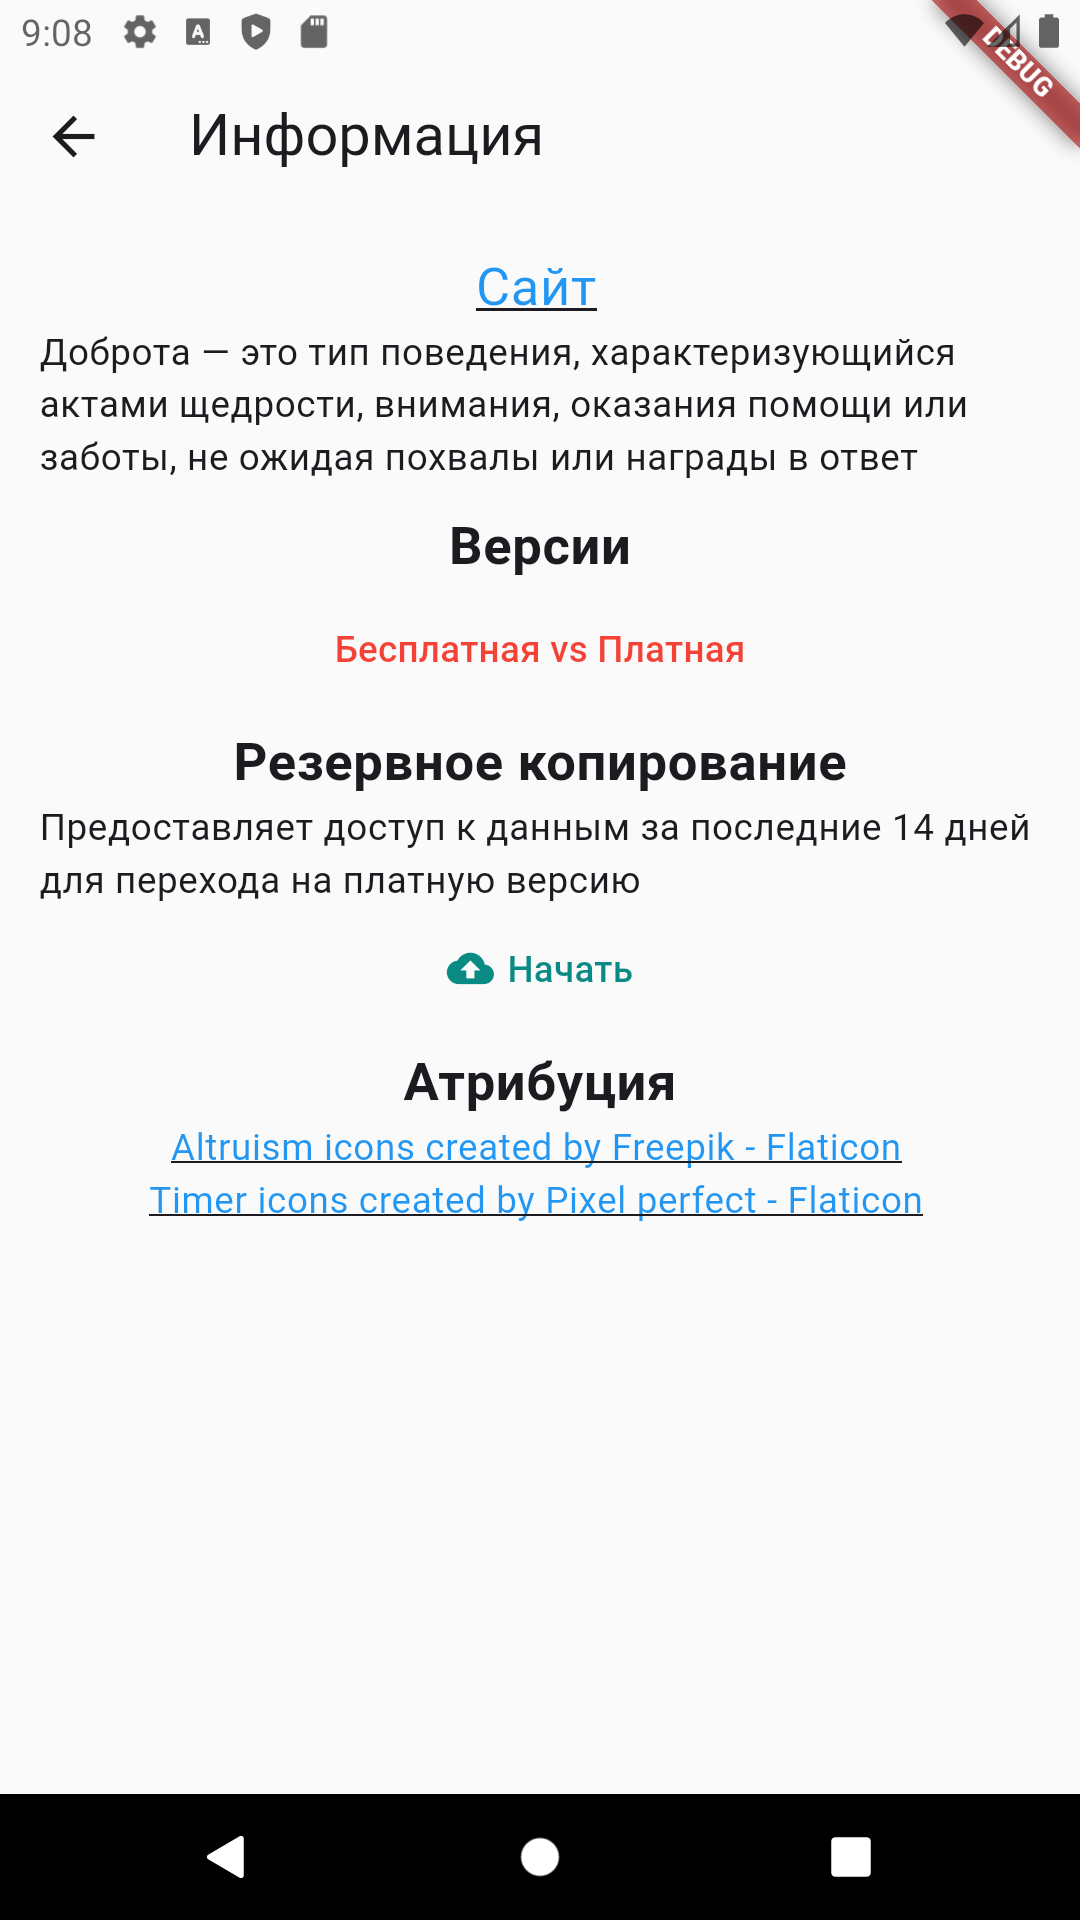 9:08
DEBUG
Информация
Сайт
Доброта — это тип поведения, характеризующийся
актами щедрости, внимания, оказания помощи или
заботы, не ожидая похвалы или награды в ответ
Версии
Бесплатная vs Платная
Резервное копирование
Предоставляет доступ к данным за последние 14 дней
для перехода на платную версию
Начать
Атрибуция
Altruism icons created by Freepik - Flaticon
Timer icons created by Pixel perfect - Flaticon